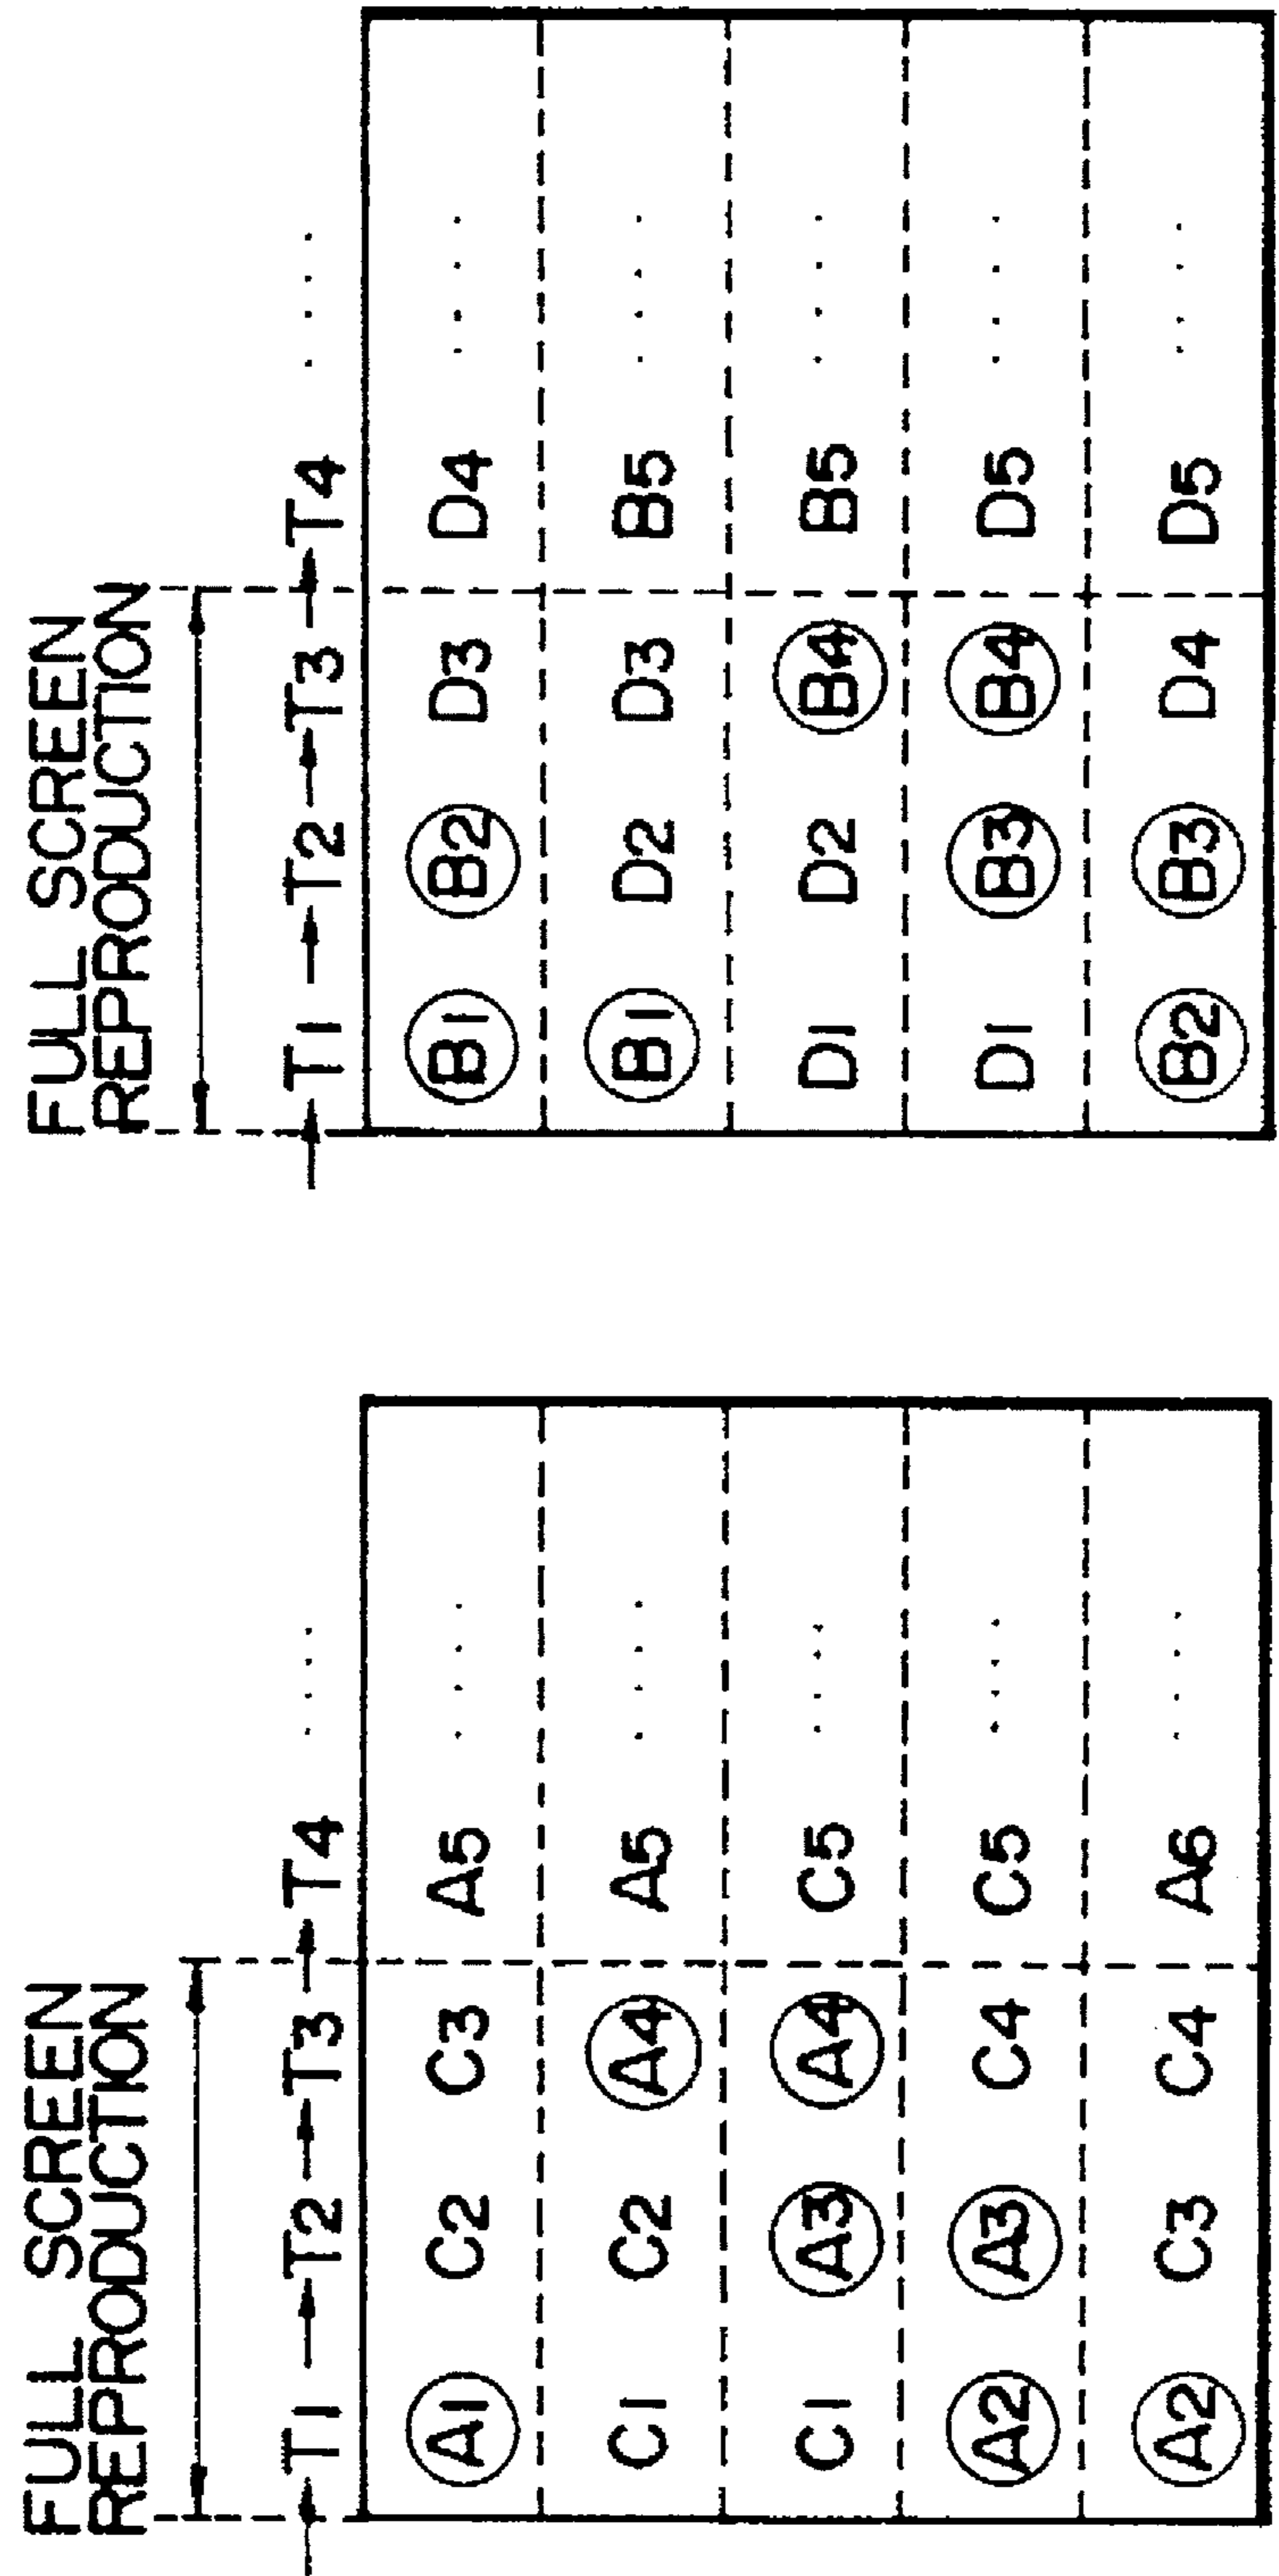 FULL SCREEN
REPRODUCTION
T1 T2 T3 T4 ....
A1 C2 C3 A5 ....
C1 C2 A4 A5 ....
C1 A3 A4 C5 ....
A2 A3 C4 C5 ....
A2 C3 C4 A6 ....
FULL SCREEN
REPRODUCTION
T1 T2 T3 T4 ....
B1 B2 D3 D4 ....
B1 D2 D3 B5 ....
D1 D2 B4 B5 ....
D1 B3 B4 D5 ....
B2 B3 D4 D5 ....